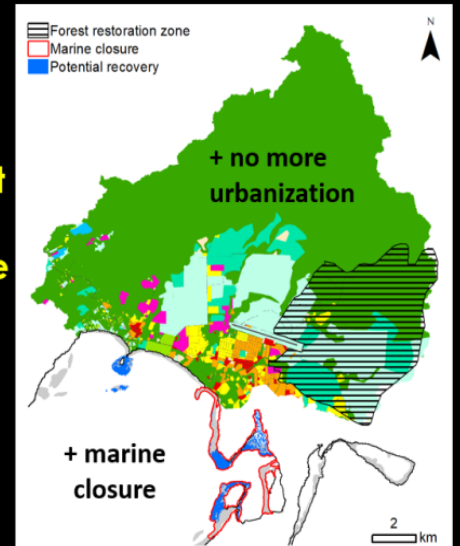 Forest restoration zone
Marine closure
Potential recovery
N
+ no more
urbanization
+ marine
closure
2
km